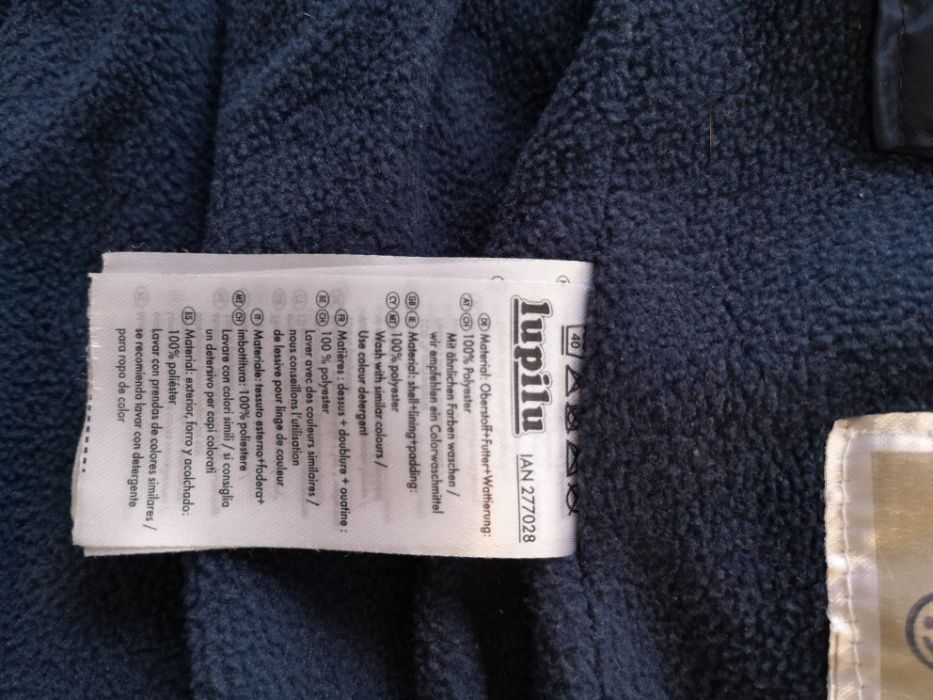 40
lupilu IAN 277028
DE Material: Oberstoff+Futter+Wattierung:
AT CH 100% Polyester
Mit ähnlichen Farben waschen /
wir empfehlen ein Colorwaschmittel
GB IE Material: shell+lining+padding:
CY MT 100% polyester
Wash with similar colours /
Use colour detergent
FR Matières : dessus + doublure + ouatine :
BE CH 100 % polyester
Laver avec des couleurs similaires /
nous conseillons l'utilisation
de lessive pour linge de couleur
IT Materiale: tessuto esterno+fodera+
MT CH imbottitura: 100% poliestere
Lavare con colori simili / si consiglia
un detersivo per capi colorati
ES Material: exterior, forro y acolchado:
100% poliéster
Lavar con prendas de colores similares /
se recomienda lavar con detergente
para ropa de color